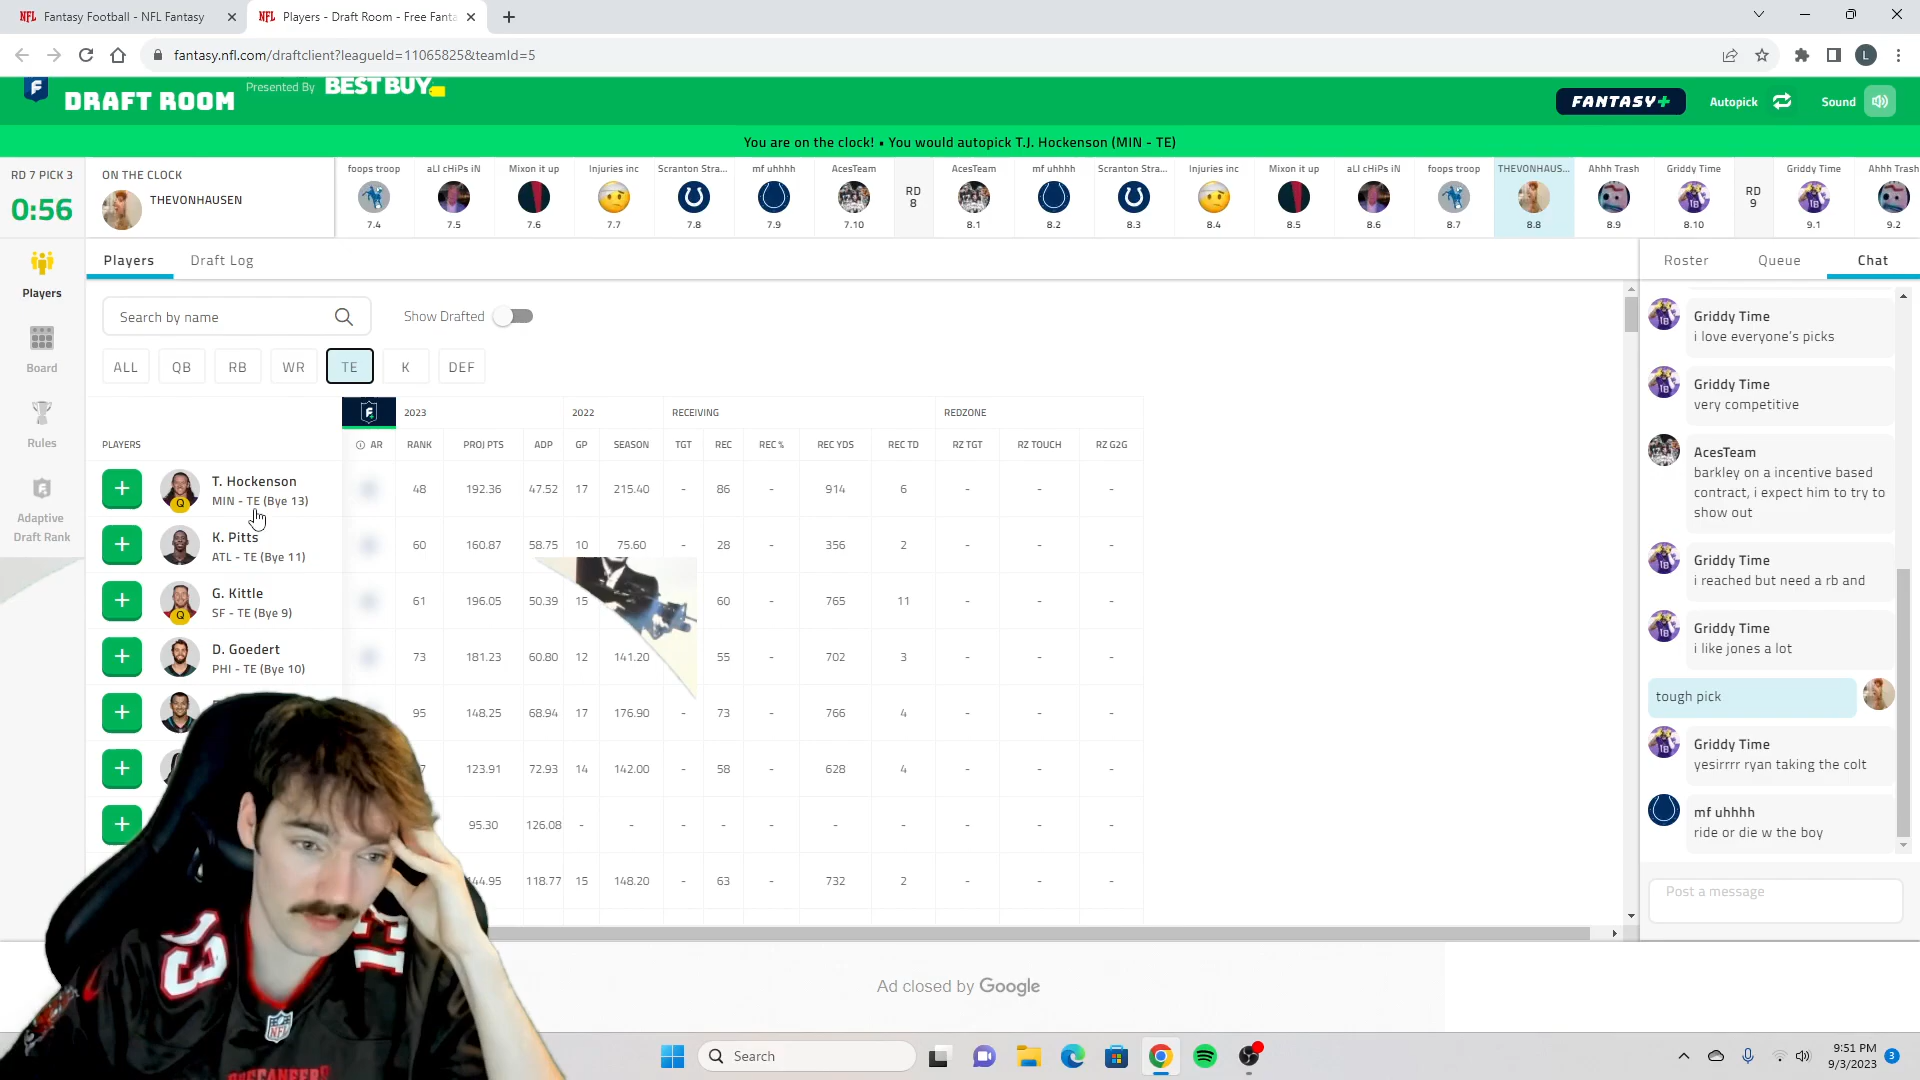 Fantasy Football - NFL Fantasy
Players - Draft Room - Free Fanta
fantasy.nfl.com/draftclient?leagueId=11065825&teamId=5
L
DRAFT ROOM
Presented By BEST BUY
FANTASY+
Autopick
Sound
You are on the clock! • You would autopick T.J. Hockenson (MIN - TE)
RD 7 PICK 3
0:56
ON THE CLOCK
THEVONHAUSEN
foops troop
7.4
aLl cHiPs iN
7.5
Mixon it up
7.6
Injuries inc
7.7
Scranton Stra...
7.8
mf uhhhh
7.9
AcesTeam
7.10
RD
8
AcesTeam
8.1
mf uhhhh
8.2
Scranton Stra...
8.3
Injuries inc
8.4
Mixon it up
8.5
aLl cHiPs iN
8.6
foops troop
8.7
THEVONHAUS...
8.8
Ahhh Trash
8.9
Griddy Time
8.10
RD
9
Griddy Time
9.1
Ahhh Trash
9.2
Players
Board
Rules
Adaptive
Draft Rank
Players
Draft Log
Search by name
Show Drafted
ALL QB RB WR TE K DEF
2023 2022 RECEIVING REDZONE
PLAYERS AR RANK PROJ PTS ADP GP SEASON TGT REC REC % REC YDS REC TD RZ TGT RZ TOUCH RZ G2G
T. Hockenson
MIN - TE (Bye 13)
Q
48 192.36 47.52 17 215.40 - 86 - 914 6 - - -
K. Pitts
ATL - TE (Bye 11)
60 160.87 58.75 10 75.60 - 28 - 356 2 - - -
G. Kittle
SF - TE (Bye 9)
Q
61 196.05 50.39 15 60 - 765 11 - - -
D. Goedert
PHI - TE (Bye 10)
73 181.23 60.80 12 141.20 55 - 702 3 - - -
95 148.25 68.94 17 176.90 - 73 - 766 4 - - -
123.91 72.93 14 142.00 - 58 - 628 4 - - -
95.30 126.08 - - - - - - - - - -
144.95 118.77 15 148.20 - 63 - 732 2 - - -
Roster
Queue
Chat
Griddy Time
i love everyone's picks
Griddy Time
very competitive
AcesTeam
barkley on a incentive based
contract, i expect him to try to
show out
Griddy Time
i reached but need a rb and
Griddy Time
i like jones a lot
tough pick
Griddy Time
yesirrrr ryan taking the colt
mf uhhhh
ride or die w the boy
Post a message
Ad closed by Google
13
NFL
BUCCANEERS
Search
9:51 PM
9/3/2023
3